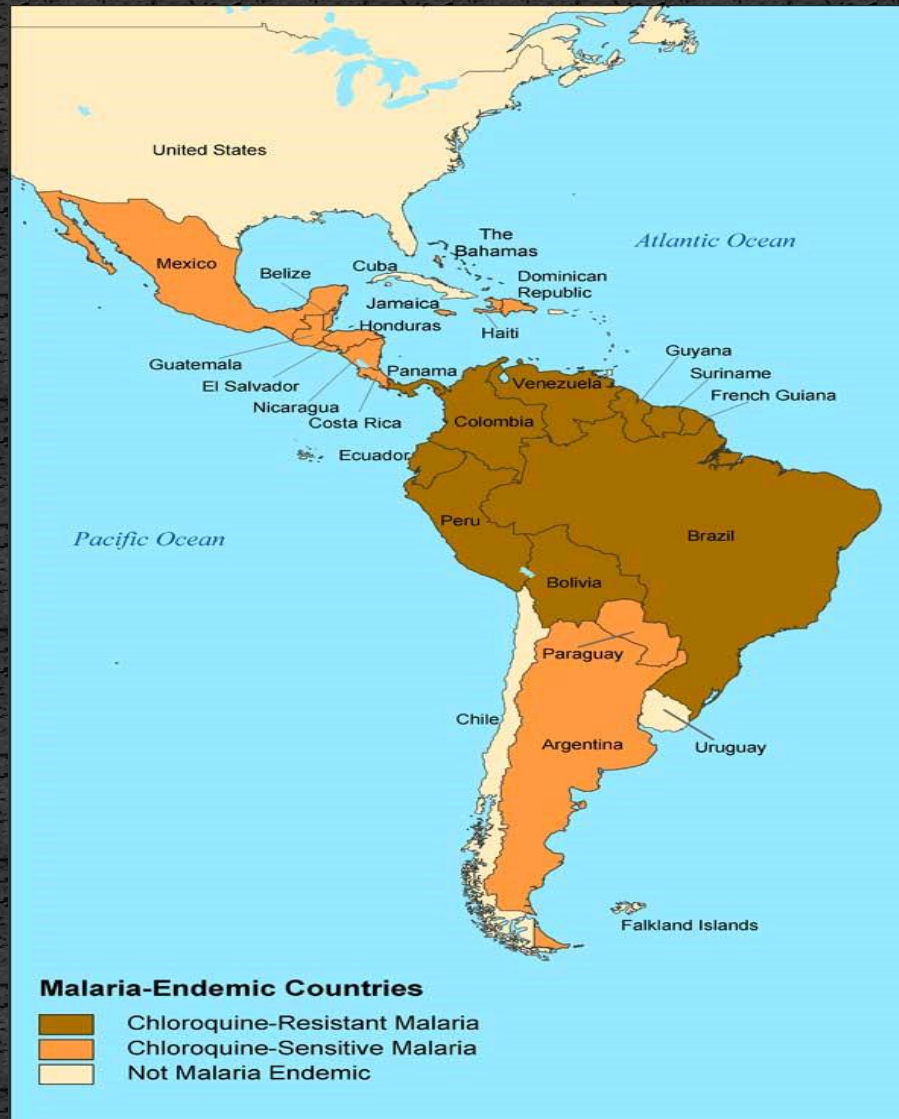 United States
Atlantic Ocean
The
Bahamas
Mexico
Belize
Cuba
Dominican
Republic
Jamaica
Honduras
Haiti
Guatemala
El Salvador
Nicaragua
Costa Rica
Panama
Venezuela
Guyana
Suriname
French Guiana
Colombia
Ecuador
Peru
Brazil
Pacific Ocean
Bolivia
Paraguay
Chile
Argentina
Uruguay
Falkland Islands
Malaria-Endemic Countries
Chloroquine-Resistant Malaria
Chloroquine-Sensitive Malaria
Not Malaria Endemic